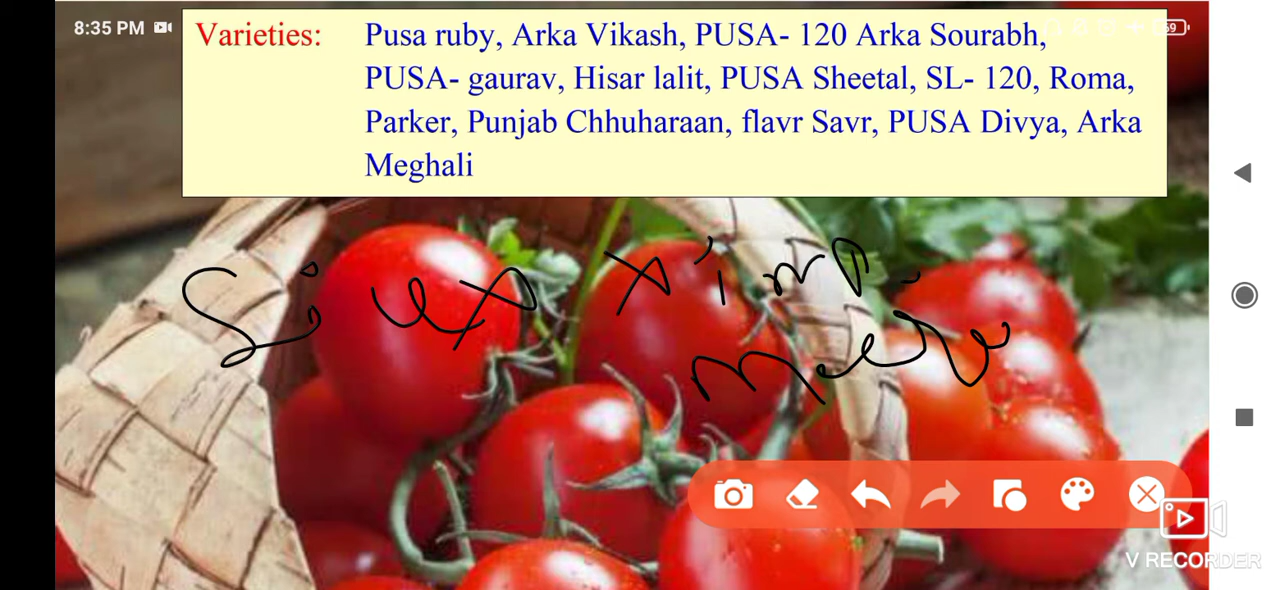 8:35 PM
59
Varieties: Pusa ruby, Arka Vikash, PUSA- 120 Arka Sourabh,
PUSA- gaurav, Hisar lalit, PUSA Sheetal, SL- 120, Roma,
Parker, Punjab Chhuharaan, flavr Savr, PUSA Divya, Arka
Meghali
V RECORDER